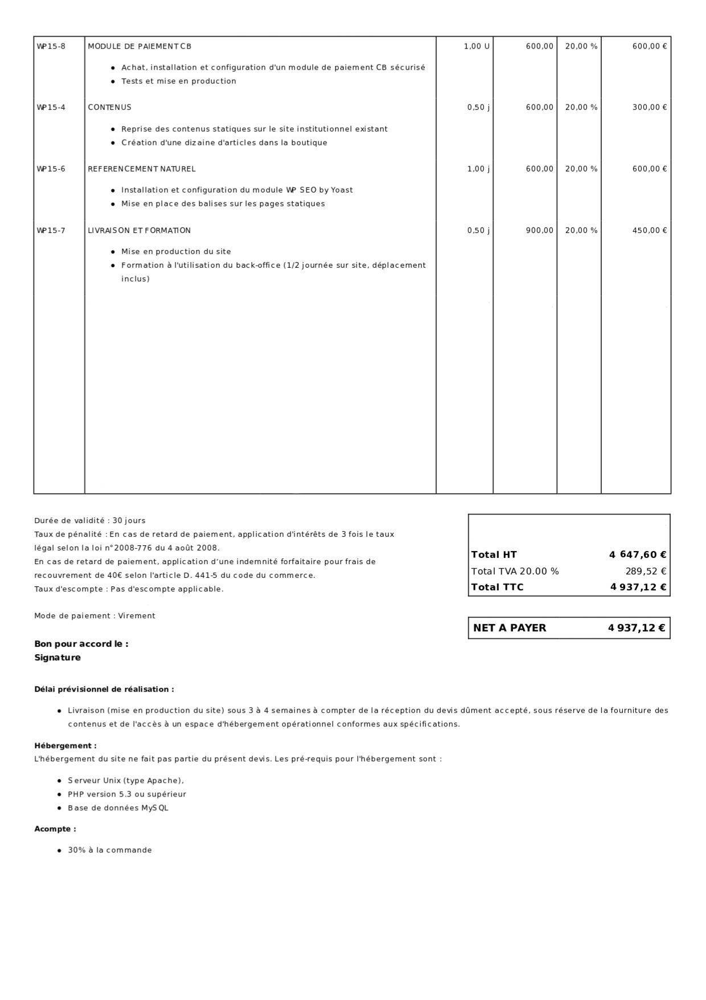 WP15-8 MODULE DE PAIEMENT CB 1,00 U 600,00 20,00 % 600,00 €
● Achat, installation et configuration d'un module de paiement CB sécurisé
● Tests et mise en production
WP15-4 CONTENUS 0,50 j 600,00 20,00 % 300,00 €
● Reprise des contenus statiques sur le site institutionnel existant
● Création d'une dizaine d'articles dans la boutique
WP15-6 REFERENCEMENT NATUREL 1,00 j 600,00 20,00 % 600,00 €
● Installation et configuration du module WP SEO by Yoast
● Mise en place des balises sur les pages statiques
WP15-7 LIVRAISON ET FORMATION 0,50 j 900,00 20,00 % 450,00 €
● Mise en production du site
● Formation à l'utilisation du back-office (1/2 journée sur site, déplacement
inclus)
Durée de validité : 30 jours
Taux de pénalité : En cas de retard de paiement, application d'intérêts de 3 fois le taux
légal selon la loi n°2008-776 du 4 août 2008.
En cas de retard de paiement, application d’une indemnité forfaitaire pour frais de
recouvrement de 40€ selon l'article D. 441-5 du code du commerce.
Taux d'escompte : Pas d'escompte applicable.
Mode de paiement : Virement
Total HT 4 647,60 €
Total TVA 20.00 % 289,52 €
Total TTC 4 937,12 €
NET A PAYER 4 937,12 €
Bon pour accord le :
Signature
Délai prévisionnel de réalisation :
● Livraison (mise en production du site) sous 3 à 4 semaines à compter de la réception du devis dûment accepté, sous réserve de la fourniture des
contenus et de l'accès à un espace d'hébergement opérationnel conformes aux spécifications.
Hébergement :
L'hébergement du site ne fait pas partie du présent devis. Les pré-requis pour l'hébergement sont :
● Serveur Unix (type Apache),
● PHP version 5.3 ou supérieur
● Base de données MySQL
Acompte :
● 30% à la commande